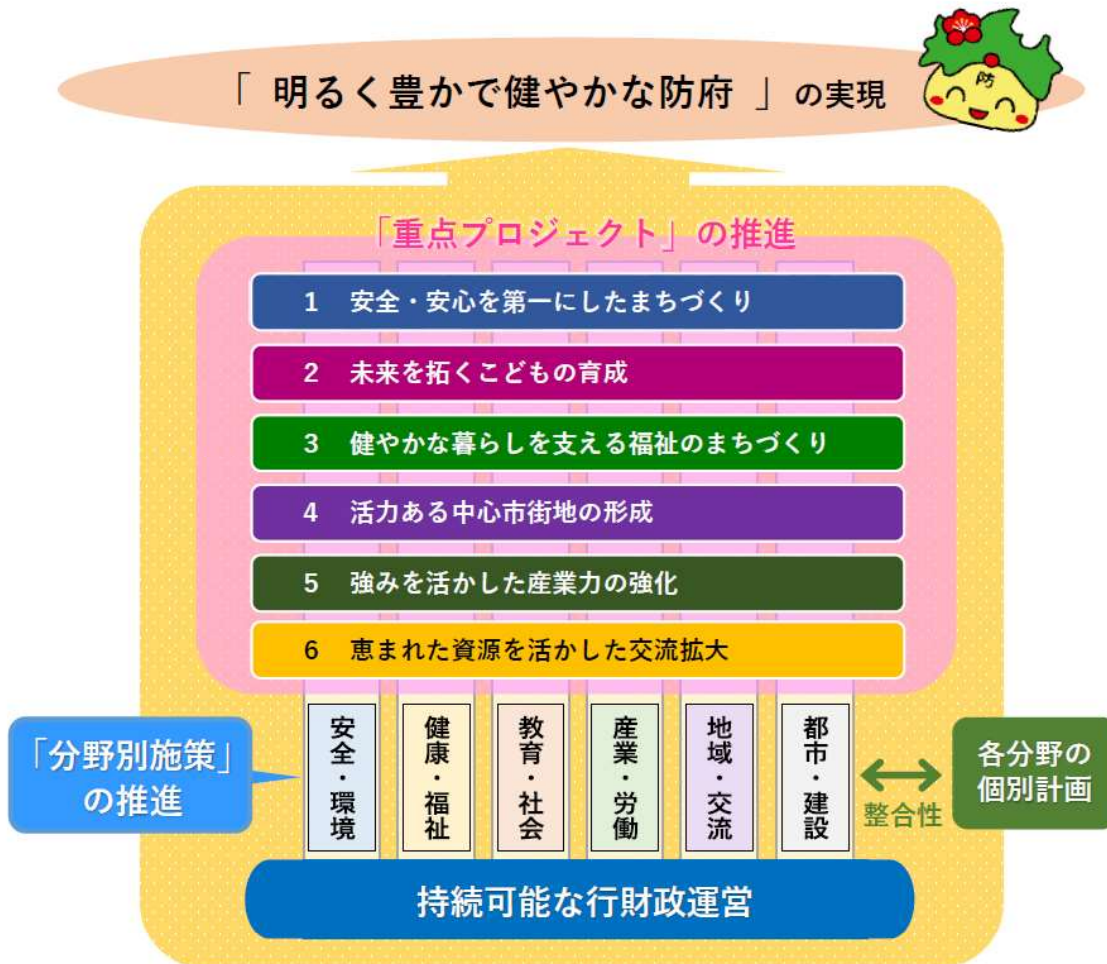 「 明るく豊かで健やかな防府 」の実現
防
「重点プロジェクト」の推進
1 安全・安心を第一にしたまちづくり
2 未来を拓くこどもの育成
3 健やかな暮らしを支える福祉のまちづくり
4 活力ある中心市街地の形成
5 強みを活かした産業力の強化
6 恵まれた資源を活かした交流拡大
「分野別施策」
の推進
安全・環境
健康・福祉
教育・社会
産業・労働
地域・交流
都市・建設
整合性
各分野の
個別計画
持続可能な行財政運営